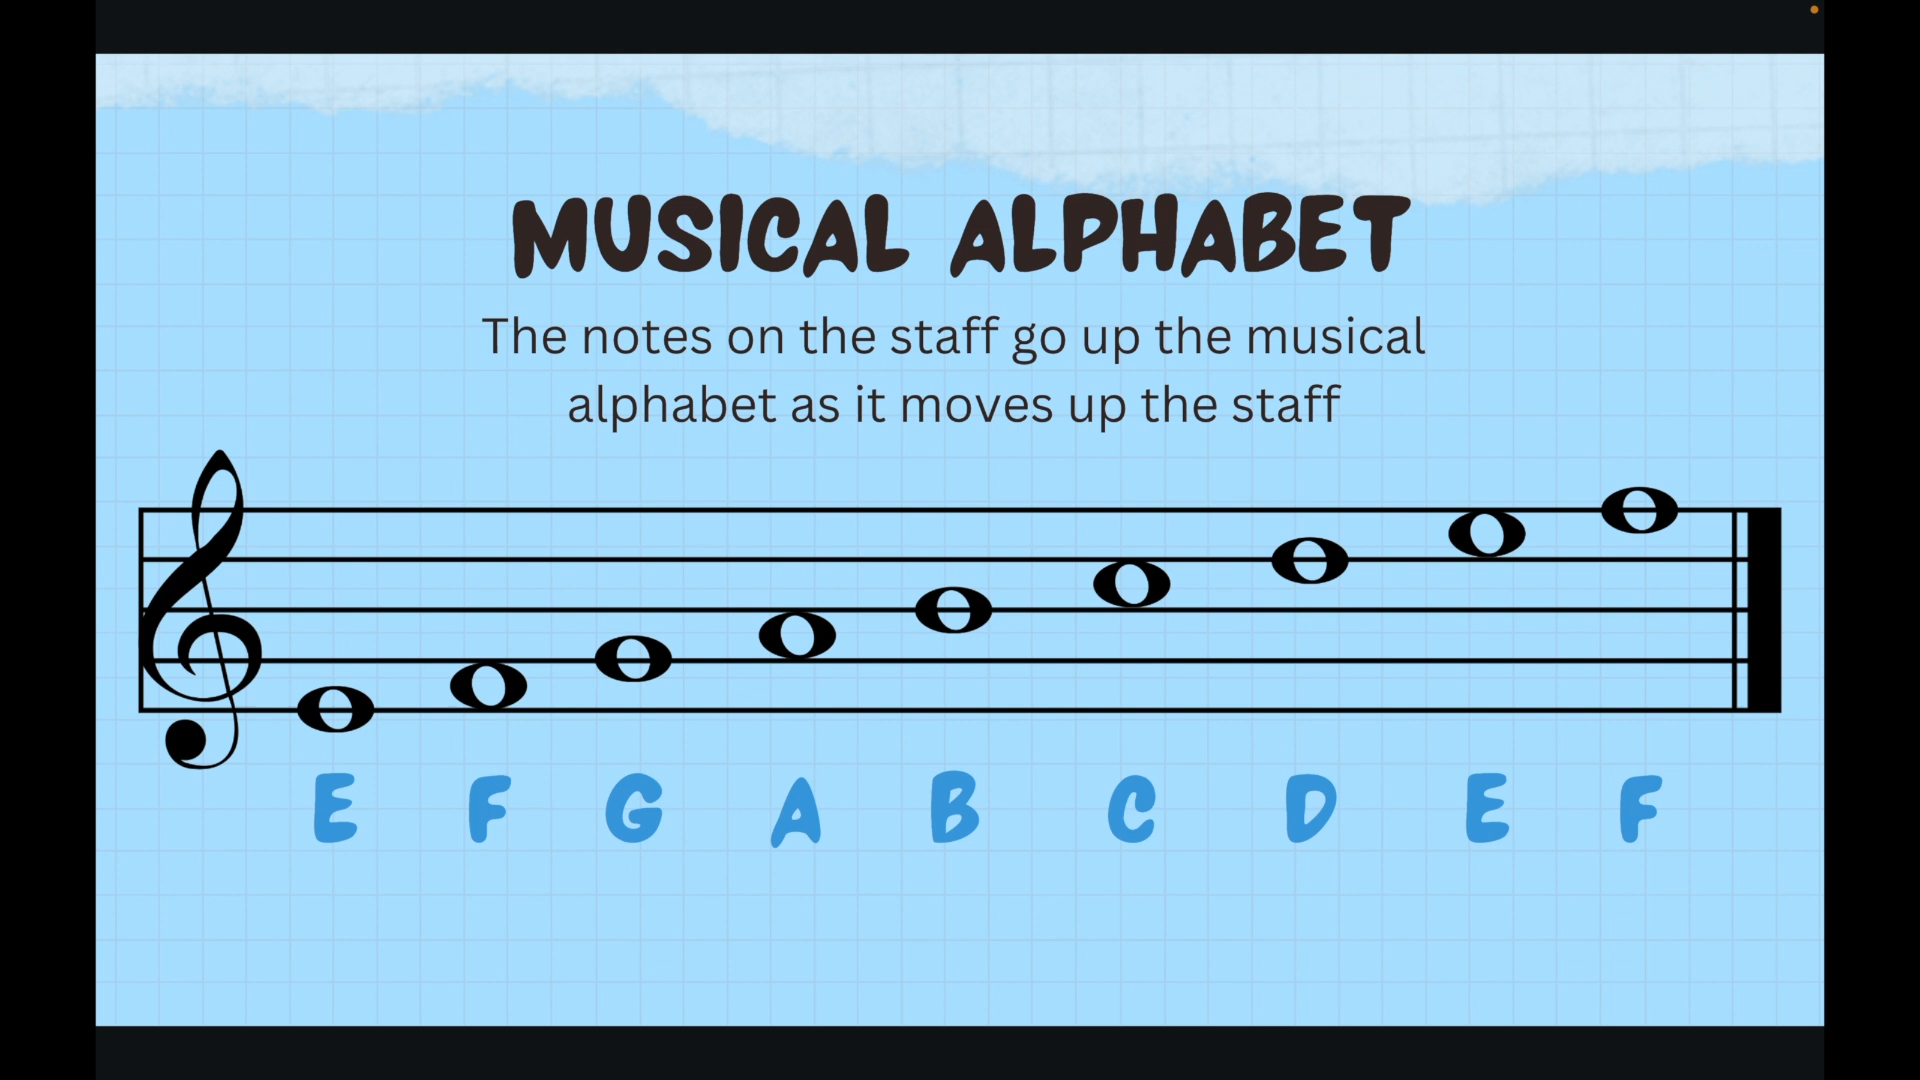 MUSICAL ALPHABET
The notes on the staff go up the musical
alphabet as it moves up the staff
E F G A B C D E F